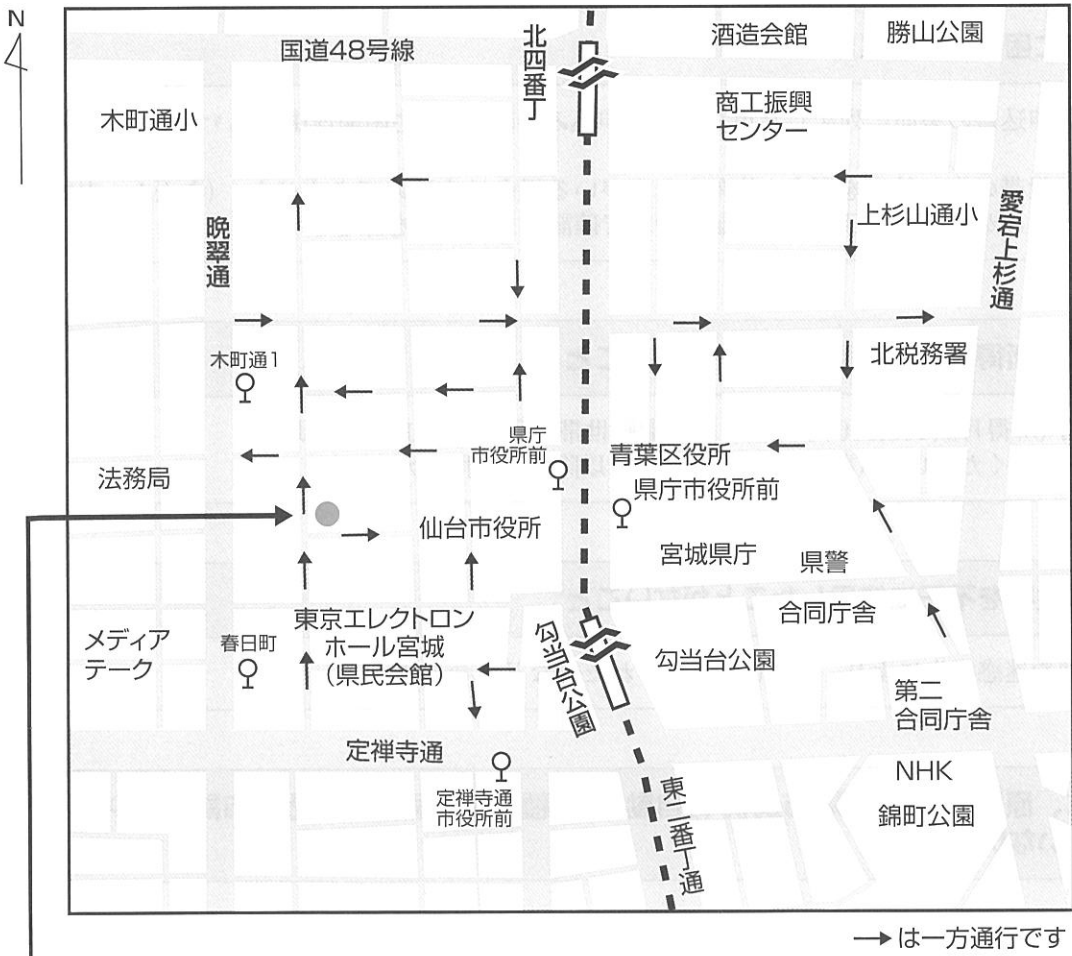 N
国道48号線
北四番丁
酒造会館
勝山公園
木町通小
商工振興
センター
晩翠通
上杉山通小
愛宕上杉通
木町通1
北税務署
県庁
市役所前
青葉区役所
県庁市役所前
法務局
仙台市役所
宮城県庁
県警
合同庁舎
メディア
テーク
春日町
東京エレクトロン
ホール宮城
(県民会館)
勾当台公園
勾当台公園
第二
合同庁舎
定禅寺通
NHK
定禅寺通
市役所前
錦町公園
東二番丁通
→は一方通行です